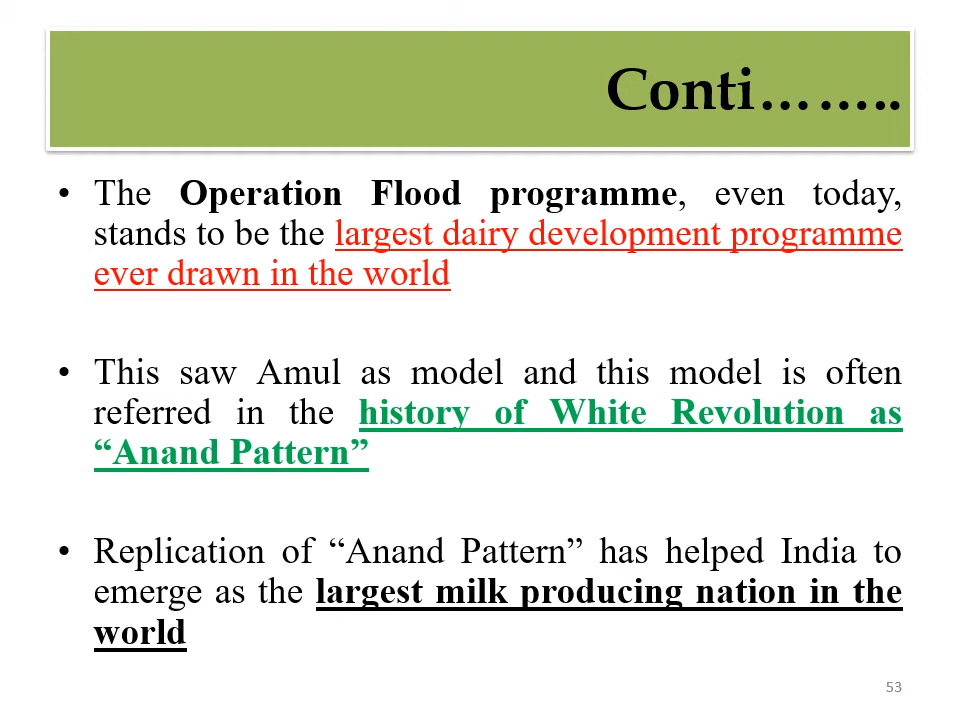 Conti……..
• The Operation Flood programme, even today,
stands to be the largest dairy development programme
ever drawn in the world
• This saw Amul as model and this model is often
referred in the history of White Revolution as
“Anand Pattern”
• Replication of “Anand Pattern” has helped India to
emerge as the largest milk producing nation in the
world
53